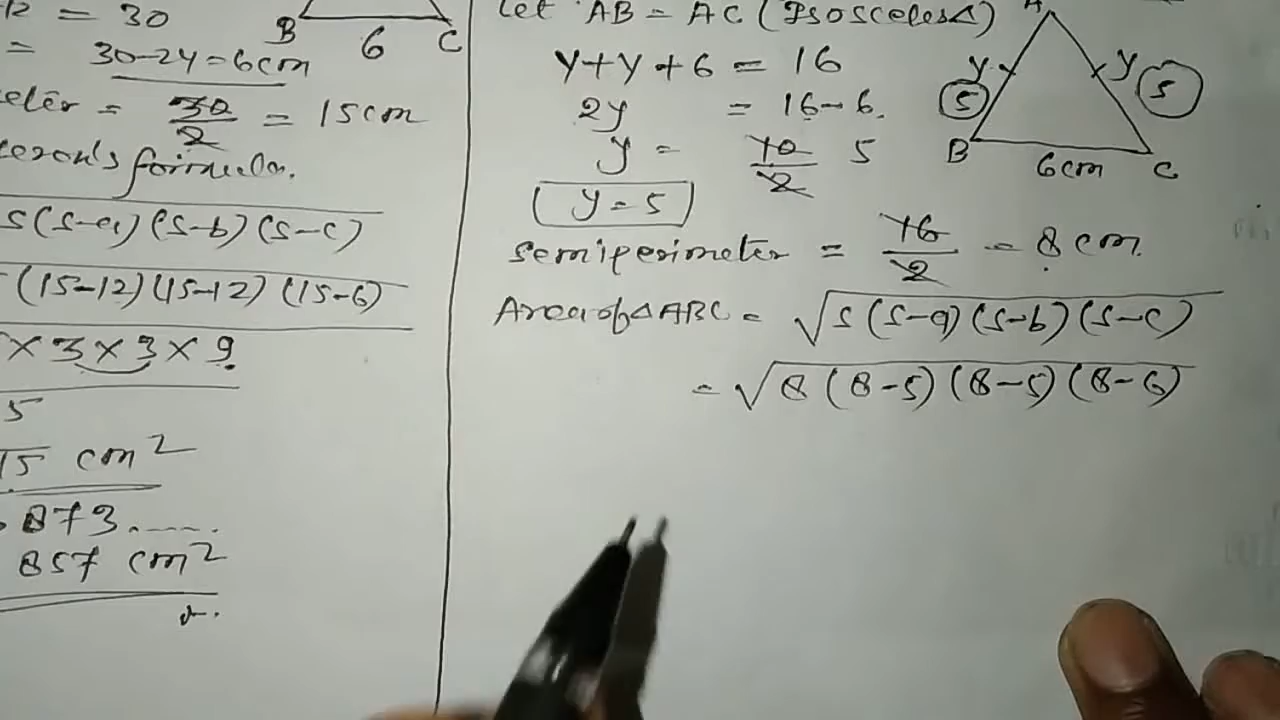 = 30
B 6 C
= 30-24=6cm
= 30/2 = 15cm
formula.
S(S-a)(S-b)(S-c)
(15-12)(15-12)(15-6)
×3×3×9
5
15 cm²
873.....
857 cm²
Let AB = AC (Isosceles Δ)
y+y+6 = 16
2y = 16-6.
y = 10/2 5
y=5
A
y y
5 5
B 6cm C
Semiperimeter = 16/2 = 8cm.
Area of ΔABC = √S(S-a)(S-b)(S-c)
= √8(8-5)(8-5)(8-6)